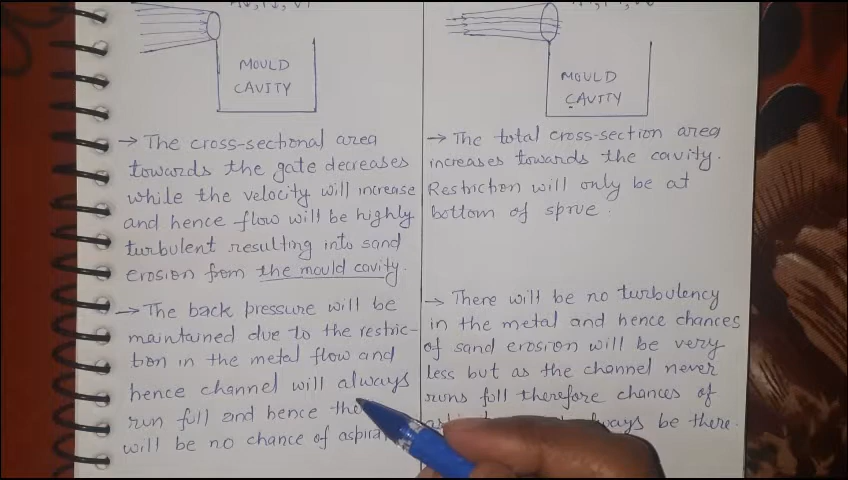 MOULD
CAVITY
→ The cross-sectional area
towards the gate decreases
while the velocity will increase
and hence flow will be highly
turbulent resulting into sand
erosion from the mould cavity.
→ The back pressure will be
maintained due to the restric-
tion in the metal flow and
hence channel will always
run full and hence
will be no chance of
MOULD
CAVITY
→ The total cross-section area
increases towards the cavity.
Restriction will only be at
bottom of sprue.
→ There will be no turbulency
in the metal and hence chances
of sand erosion will be very
less but as the channel never
runs full therefore chances of
be there.